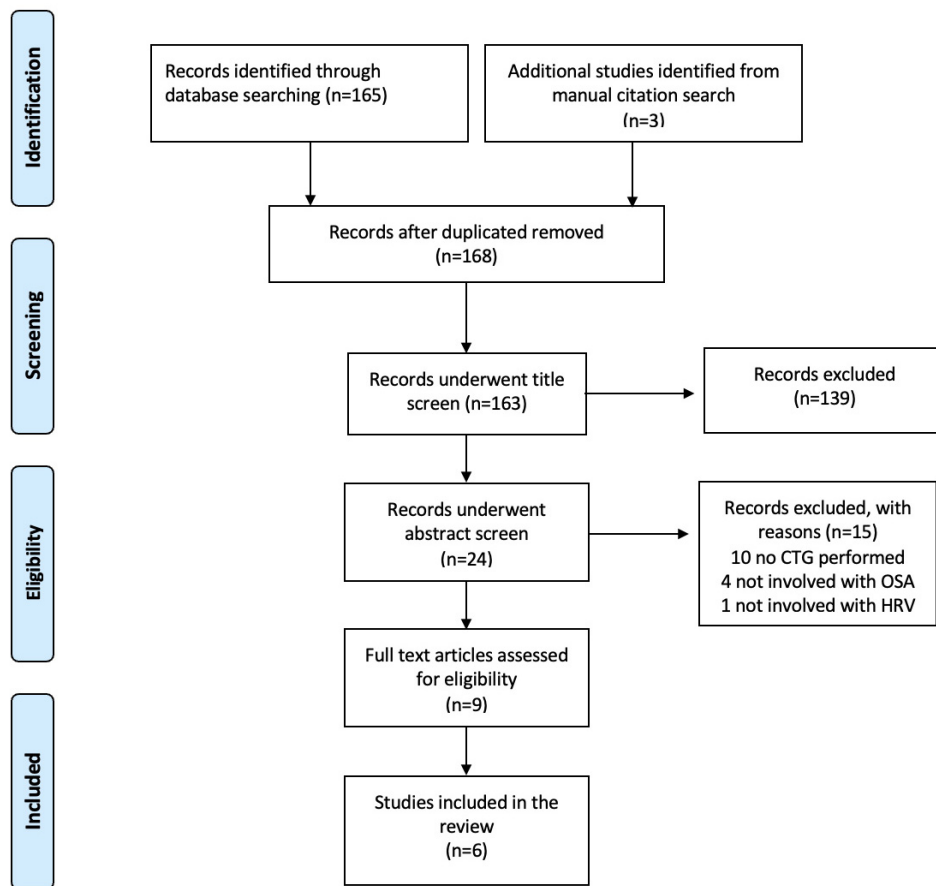 Identification
Records identified through
database searching (n=165)
Additional studies identified from
manual citation search
(n=3)
Records after duplicated removed
(n=168)
Screening
Records underwent title
screen (n=163)
Records excluded
(n=139)
Eligibility
Records underwent
abstract screen
(n=24)
Records excluded, with
reasons (n=15)
10 no CTG performed
4 not involved with OSA
1 not involved with HRV
Full text articles assessed
for eligibility
(n=9)
Included
Studies included in the
review
(n=6)